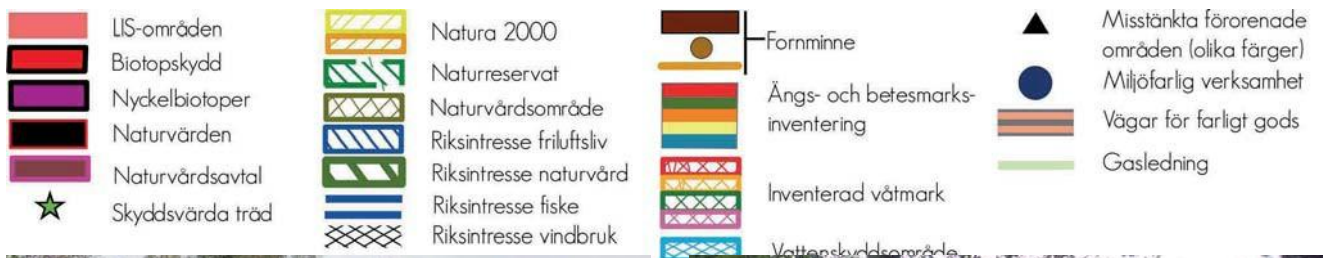 LIS-områden
Biotopskydd
Nyckelbiotoper
Naturvärden
Naturvårdsavtal
Skyddsvärda träd
Natura 2000
Naturreservat
Naturvårdsområde
Riksintresse friluftsliv
Riksintresse naturvård
Riksintresse fiske
Riksintresse vindbruk
Fornminne
Ängs- och betesmarks-
inventering
Inventerad våtmark
Vattenskyddsområde
Misstänkta förorenade
områden (olika färger)
Miljöfarlig verksamhet
Vägar för farligt gods
Gasledning